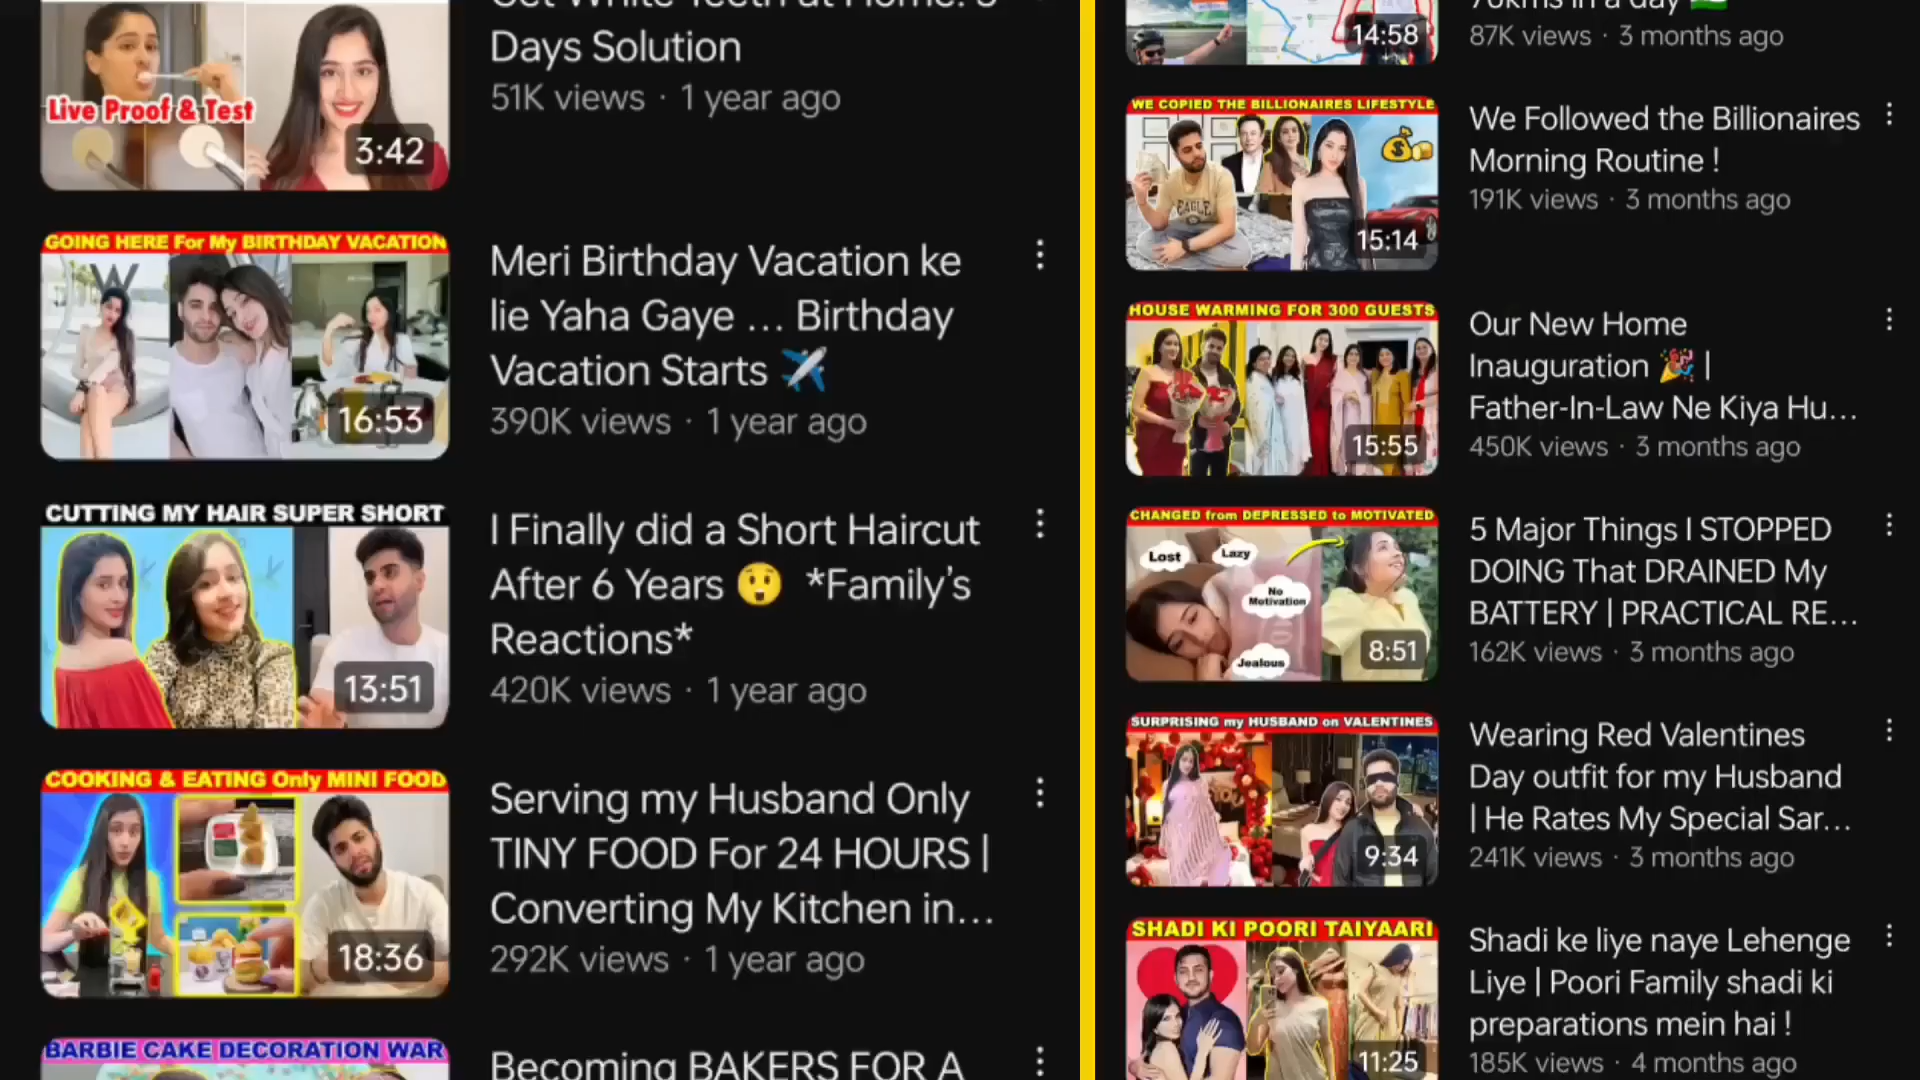 Get White Teeth at Home: 3
Days Solution
51K views · 1 year ago
Live Proof & Test
3:42
GOING HERE For My BIRTHDAY VACATION
W
16:53
Meri Birthday Vacation ke
lie Yaha Gaye ... Birthday
Vacation Starts ✈️
390K views · 1 year ago
CUTTING MY HAIR SUPER SHORT
13:51
I Finally did a Short Haircut
After 6 Years 😲 *Family's
Reactions*
420K views · 1 year ago
COOKING & EATING Only MINI FOOD
18:36
Serving my Husband Only
TINY FOOD For 24 HOURS |
Converting My Kitchen in...
292K views · 1 year ago
BARBIE CAKE DECORATION WAR
Becoming BAKERS FOR A
14:58
70kms in a day
87K views · 3 months ago
WE COPIED THE BILLIONAIRES LIFESTYLE
EAGLE
15:14
We Followed the Billionaires
Morning Routine !
191K views · 3 months ago
HOUSE WARMING FOR 300 GUESTS
15:55
Our New Home
Inauguration 🎉 |
Father-In-Law Ne Kiya Hu...
450K views · 3 months ago
CHANGED from DEPRESSED to MOTIVATED
Lost
Lazy
No
Motivation
Jealous
8:51
5 Major Things I STOPPED
DOING That DRAINED My
BATTERY | PRACTICAL RE...
162K views · 3 months ago
SURPRISING my HUSBAND on VALENTINES
9:34
Wearing Red Valentines
Day outfit for my Husband
| He Rates My Special Sar...
241K views · 3 months ago
SHADI KI POORI TAIYAARI
11:25
Shadi ke liye naye Lehenge
Liye | Poori Family shadi ki
preparations mein hai !
185K views · 4 months ago